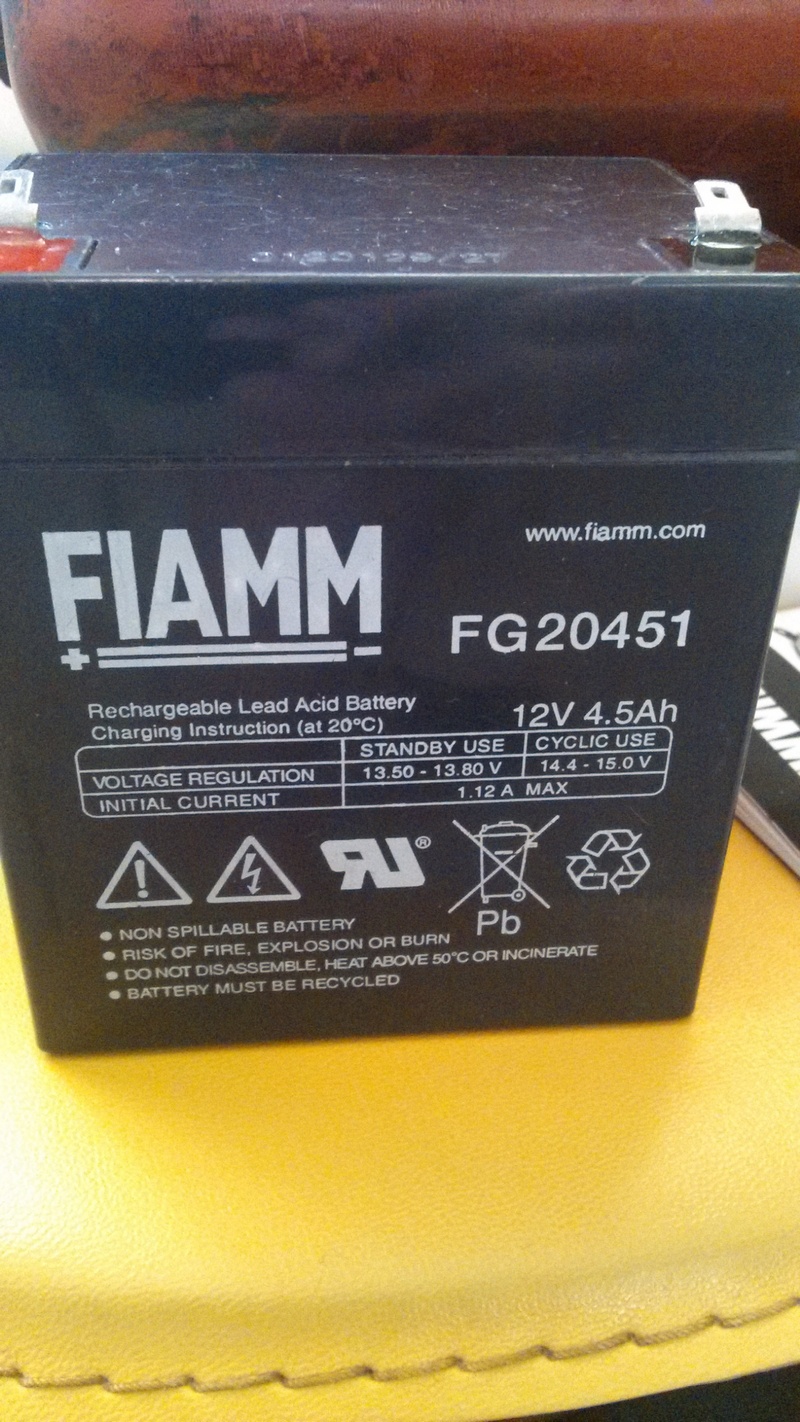 FIAMM
www.fiamm.com
FG20451
Rechargeable Lead Acid Battery
12V 4.5Ah
Charging Instruction (at 20°C)
STANDBY USE CYCLIC USE
VOLTAGE REGULATION 13.50 - 13.80 V 14.4 - 15.0 V
INITIAL CURRENT 1.12 A MAX
®
Pb
● NON SPILLABLE BATTERY
● RISK OF FIRE, EXPLOSION OR BURN
● DO NOT DISASSEMBLE, HEAT ABOVE 50°C OR INCINERATE
● BATTERY MUST BE RECYCLED